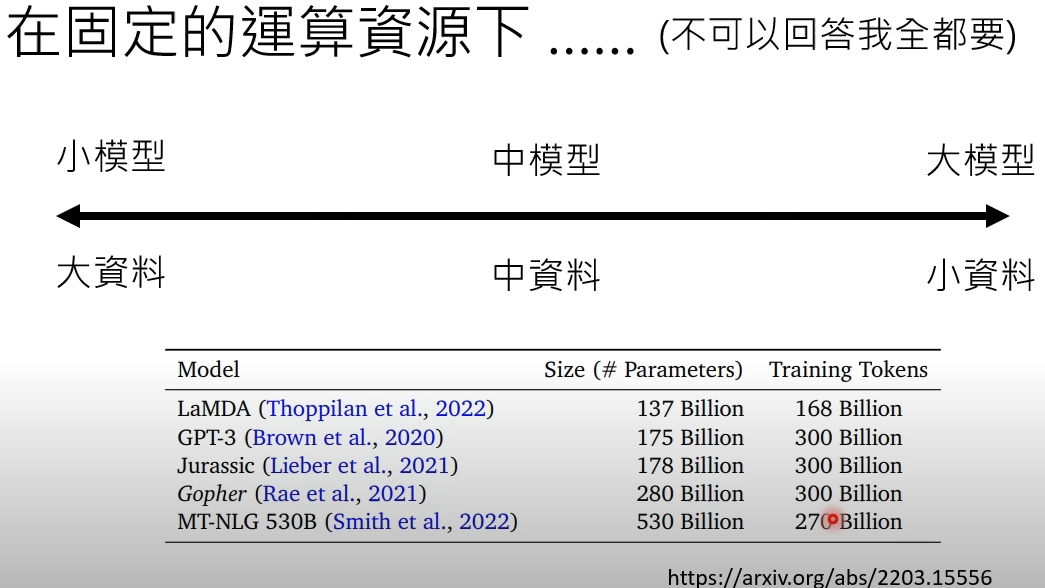 在固定的運算資源下 …… (不可以回答我全都要)
小模型 中模型 大模型
大資料 中資料 小資料
Model Size (# Parameters) Training Tokens
LaMDA (Thoppilan et al., 2022) 137 Billion 168 Billion
GPT-3 (Brown et al., 2020) 175 Billion 300 Billion
Jurassic (Lieber et al., 2021) 178 Billion 300 Billion
Gopher (Rae et al., 2021) 280 Billion 300 Billion
MT-NLG 530B (Smith et al., 2022) 530 Billion 270 Billion
https://arxiv.org/abs/2203.15556